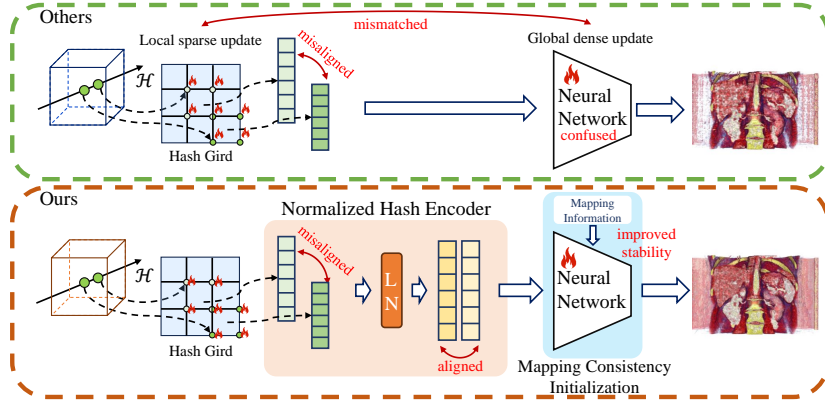 Others
mismatched
Local sparse update
Global dense update
misaligned
ℋ
Neural
Network
confused
Hash Gird
Ours
Normalized Hash Encoder
Mapping
Information
improved
stability
misaligned
ℋ
L
N
Neural
Network
Hash Gird
aligned
Mapping Consistency
Initialization